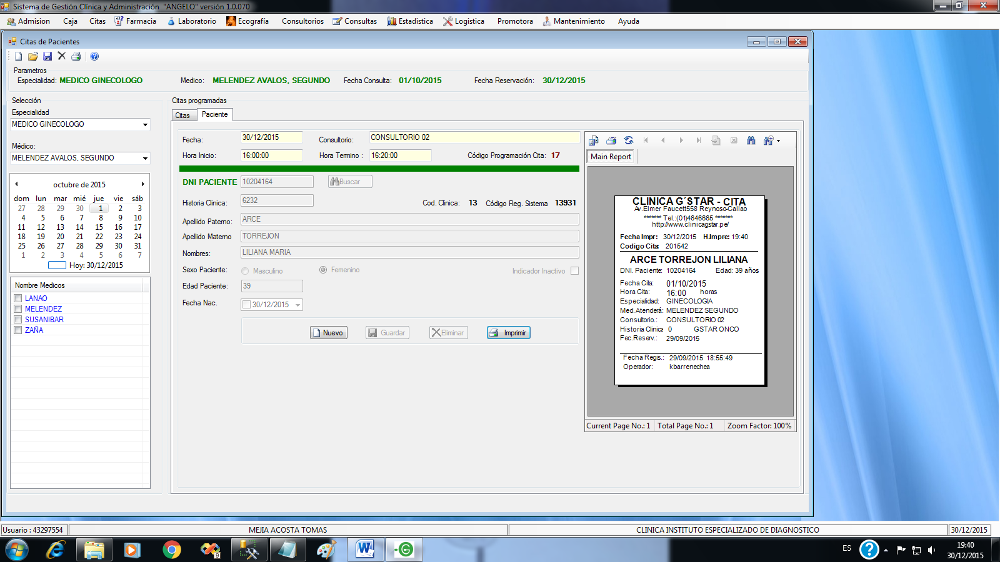 Sistema de Gestión Clínica y Administración "ANGELO" versión 1.0.070
Admision Caja Citas Farmacia Laboratorio Ecografía Consultorios Consultas Estadistica Logistica Promotora Mantenimiento Ayuda
Citas de Pacientes
Parametros
Especialidad: MEDICO GINECOLOGO Medico: MELENDEZ AVALOS, SEGUNDO Fecha Consulta: 01/10/2015 Fecha Reservación: 30/12/2015
Selección
Especialidad
MEDICO GINECOLOGO
Médico:
MELENDEZ AVALOS, SEGUNDO
octubre de 2015
dom lun mar mié jue vie sáb
27 28 29 30 1 2 3
4 5 6 7 8 9 10
11 12 13 14 15 16 17
18 19 20 21 22 23 24
25 26 27 28 29 30 31
1 2 3 4 5 6 7
Hoy: 30/12/2015
Nombre Medicos
LANAO
MELENDEZ
SUSANIBAR
ZAÑA
Citas programadas
Citas Paciente
Fecha: 30/12/2015 Consultorio: CONSULTORIO 02
Hora Inicio: 16:00:00 Hora Termino : 16:20:00 Código Programación Cita: 17
DNI PACIENTE 10204164 Buscar
Historia Clinica: 6232 Cod. Clinica: 13 Código Reg. Sistema 13931
Apellido Paterno: ARCE
Apellido Materno TORREJON
Nombres: LILIANA MARIA
Sexo Paciente: Masculino Femenino Indicador Inactivo
Edad Paciente: 39
Fecha Nac. 30/12/2015
Nuevo Guardar Eliminar Imprimir
Main Report
CLINICA G´STAR - CITA
Av.Elmer Faucett558 Reynoso-Callao
******* Tel.:(01)4646665 *******
http://www.clinicagstar.pe/
Fecha Impr: 30/12/2015 H.Impre: 19:40
Codigo Cita: 201542
ARCE TORREJON LILIANA
DNI. Paciente: 10204164 Edad: 39 años
Fecha Cita: 01/10/2015
Hora Cita: 16:00 horas
Especialidad: GINECOLOGIA
Med.Atenderá: MELENDEZ SEGUNDO
Consultorio.: CONSULTORIO 02
Historia Clinica 0 GSTAR ONCO
Fec.Reserv.: 29/09/2015
Fecha Regis.: 29/09/2015 18:55:49
Operador: kbarrenechea
Current Page No.: 1 Total Page No.: 1 Zoom Factor: 100%
Usuario : 43297554 MEJIA ACOSTA TOMAS CLINICA INSTITUTO ESPECIALIZADO DE DIAGNOSTICO 30/12/2015
9
ES
19:40
30/12/2015